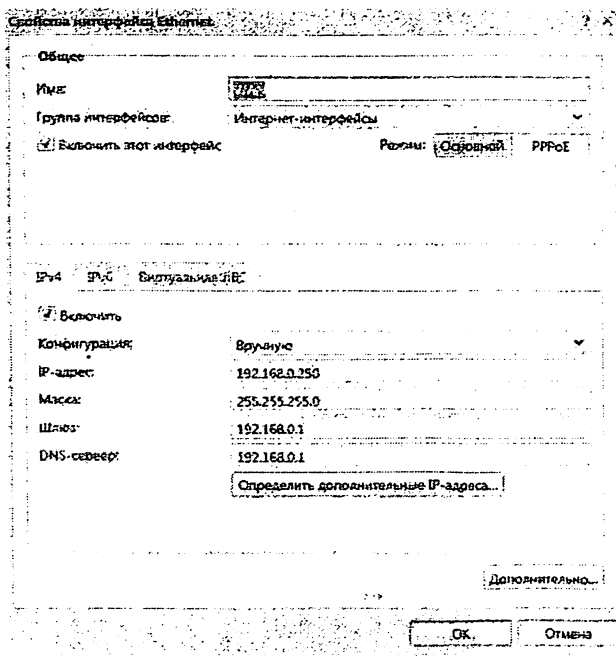 Свойства интерфейса Ethernet ? ×
Общее
Имя:
Группа интерфейсов: Интернет-интерфейсы
Включить этот интерфейс Режим: Основной PPPoE
IPv4 IPv6 Виртуальная ЛВС
Включить
Конфигурация: Вручную
IP-адрес: 192.168.0.250
Маска: 255.255.255.0
Шлюз: 192.168.0.1
DNS-сервер: 192.168.0.1
Определить дополнительные IP-адреса...
Дополнительно...
OK Отмена